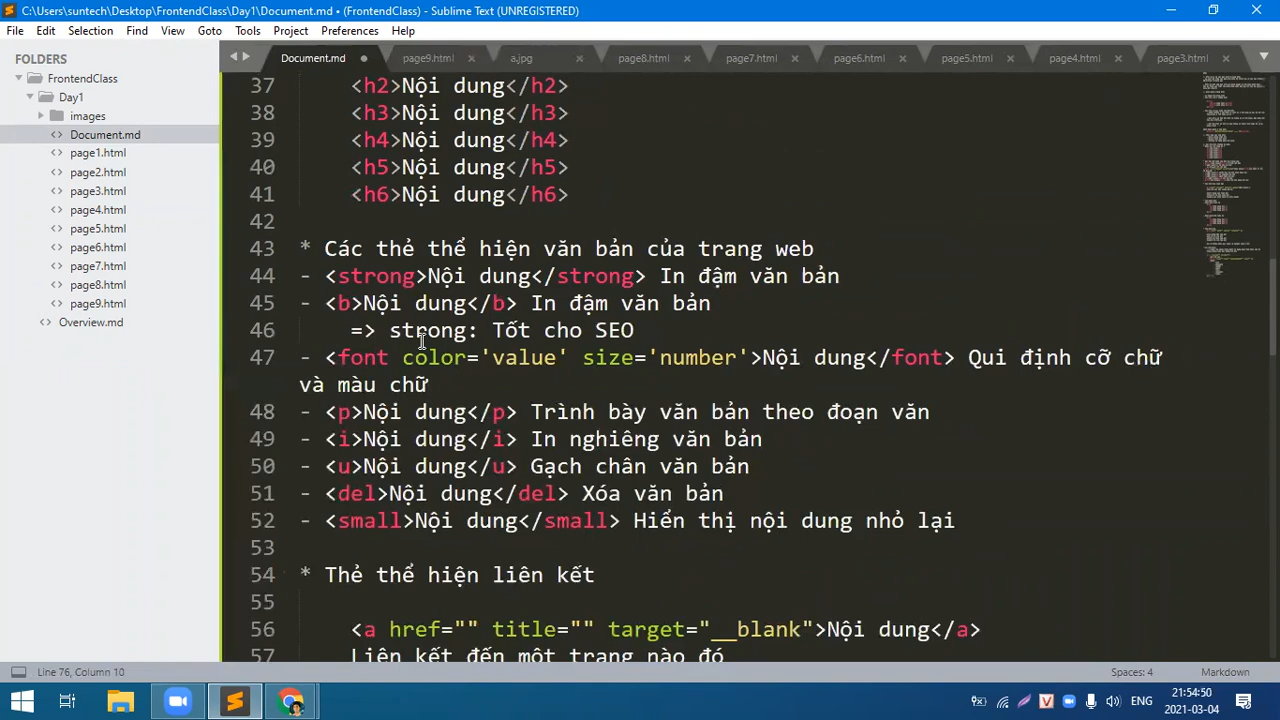 C:\Users\suntech\Desktop\FrontendClass\Day1\Document.md • (FrontendClass) - Sublime Text (UNREGISTERED)
File Edit Selection Find View Goto Tools Project Preferences Help
FOLDERS
FrontendClass
Day1
images
Document.md
page1.html
page2.html
page3.html
page4.html
page5.html
page6.html
page7.html
page8.html
page9.html
Overview.md
Document.md page9.html a.jpg page8.html page7.html page6.html page5.html page4.html page3.html
37 <h2>Nội dung</h2>
38 <h3>Nội dung</h3>
39 <h4>Nội dung</h4>
40 <h5>Nội dung</h5>
41 <h6>Nội dung</h6>
42
43 * Các thẻ thể hiện văn bản của trang web
44 - <strong>Nội dung</strong> In đậm văn bản
45 - <b>Nội dung</b> In đậm văn bản
46 => strong: Tốt cho SEO
47 - <font color='value' size='number'>Nội dung</font> Qui định cỡ chữ
và màu chữ
48 - <p>Nội dung</p> Trình bày văn bản theo đoạn văn
49 - <i>Nội dung</i> In nghiêng văn bản
50 - <u>Nội dung</u> Gạch chân văn bản
51 - <del>Nội dung</del> Xóa văn bản
52 - <small>Nội dung</small> Hiển thị nội dung nhỏ lại
53
54 * Thẻ thể hiện liên kết
55
56 <a href="" title="" target="__blank">Nội dung</a>
57 Liên kết đến một trang nào đó
Line 76, Column 10
Spaces: 4
Markdown
ENG
21:54:50
2021-03-04